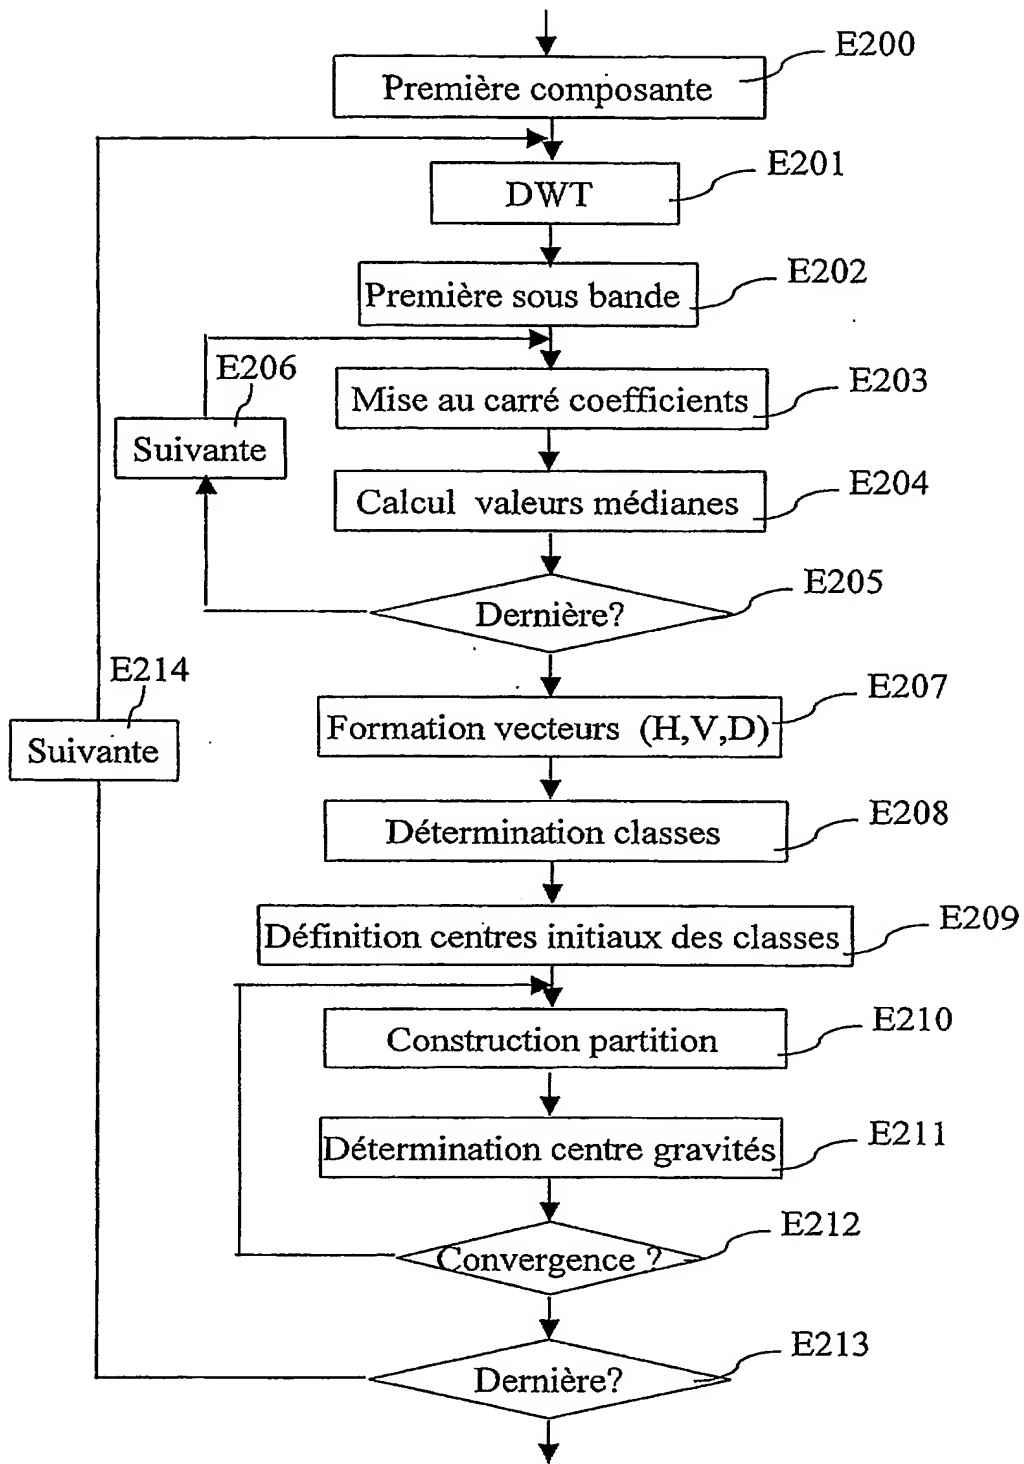 E200
Première composante
E201
DWT
E202
Première sous bande
E206
E203
Mise au carré coefficients
Suivante
E204
Calcul valeurs médianes
E205
Dernière?
E214
E207
Formation vecteurs (H,V,D)
Suivante
E208
Détermination classes
E209
Définition centres initiaux des classes
E210
Construction partition
E211
Détermination centre gravités
E212
Convergence ?
E213
Dernière?